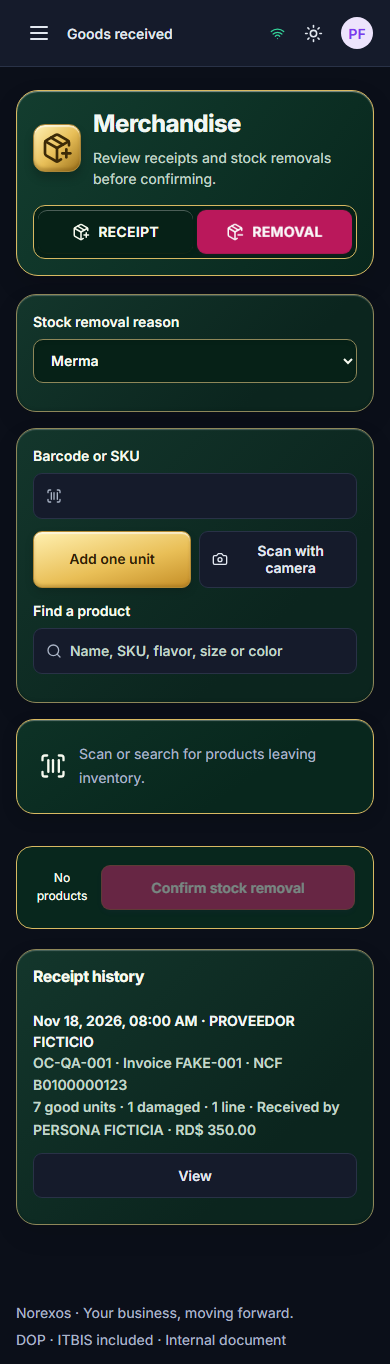 Goods received
PF
Merchandise
Review receipts and stock removals
before confirming.
RECEIPT
REMOVAL
Stock removal reason
Merma
Barcode or SKU
Add one unit
Scan with
camera
Find a product
Name, SKU, flavor, size or color
Scan or search for products leaving
inventory.
No
products
Confirm stock removal
Receipt history
Nov 18, 2026, 08:00 AM · PROVEEDOR
FICTICIO
OC-QA-001 · Invoice FAKE-001 · NCF
B0100000123
7 good units · 1 damaged · 1 line · Received by
PERSONA FICTICIA · RD$ 350.00
View
Norexos · Your business, moving forward.
DOP · ITBIS included · Internal document